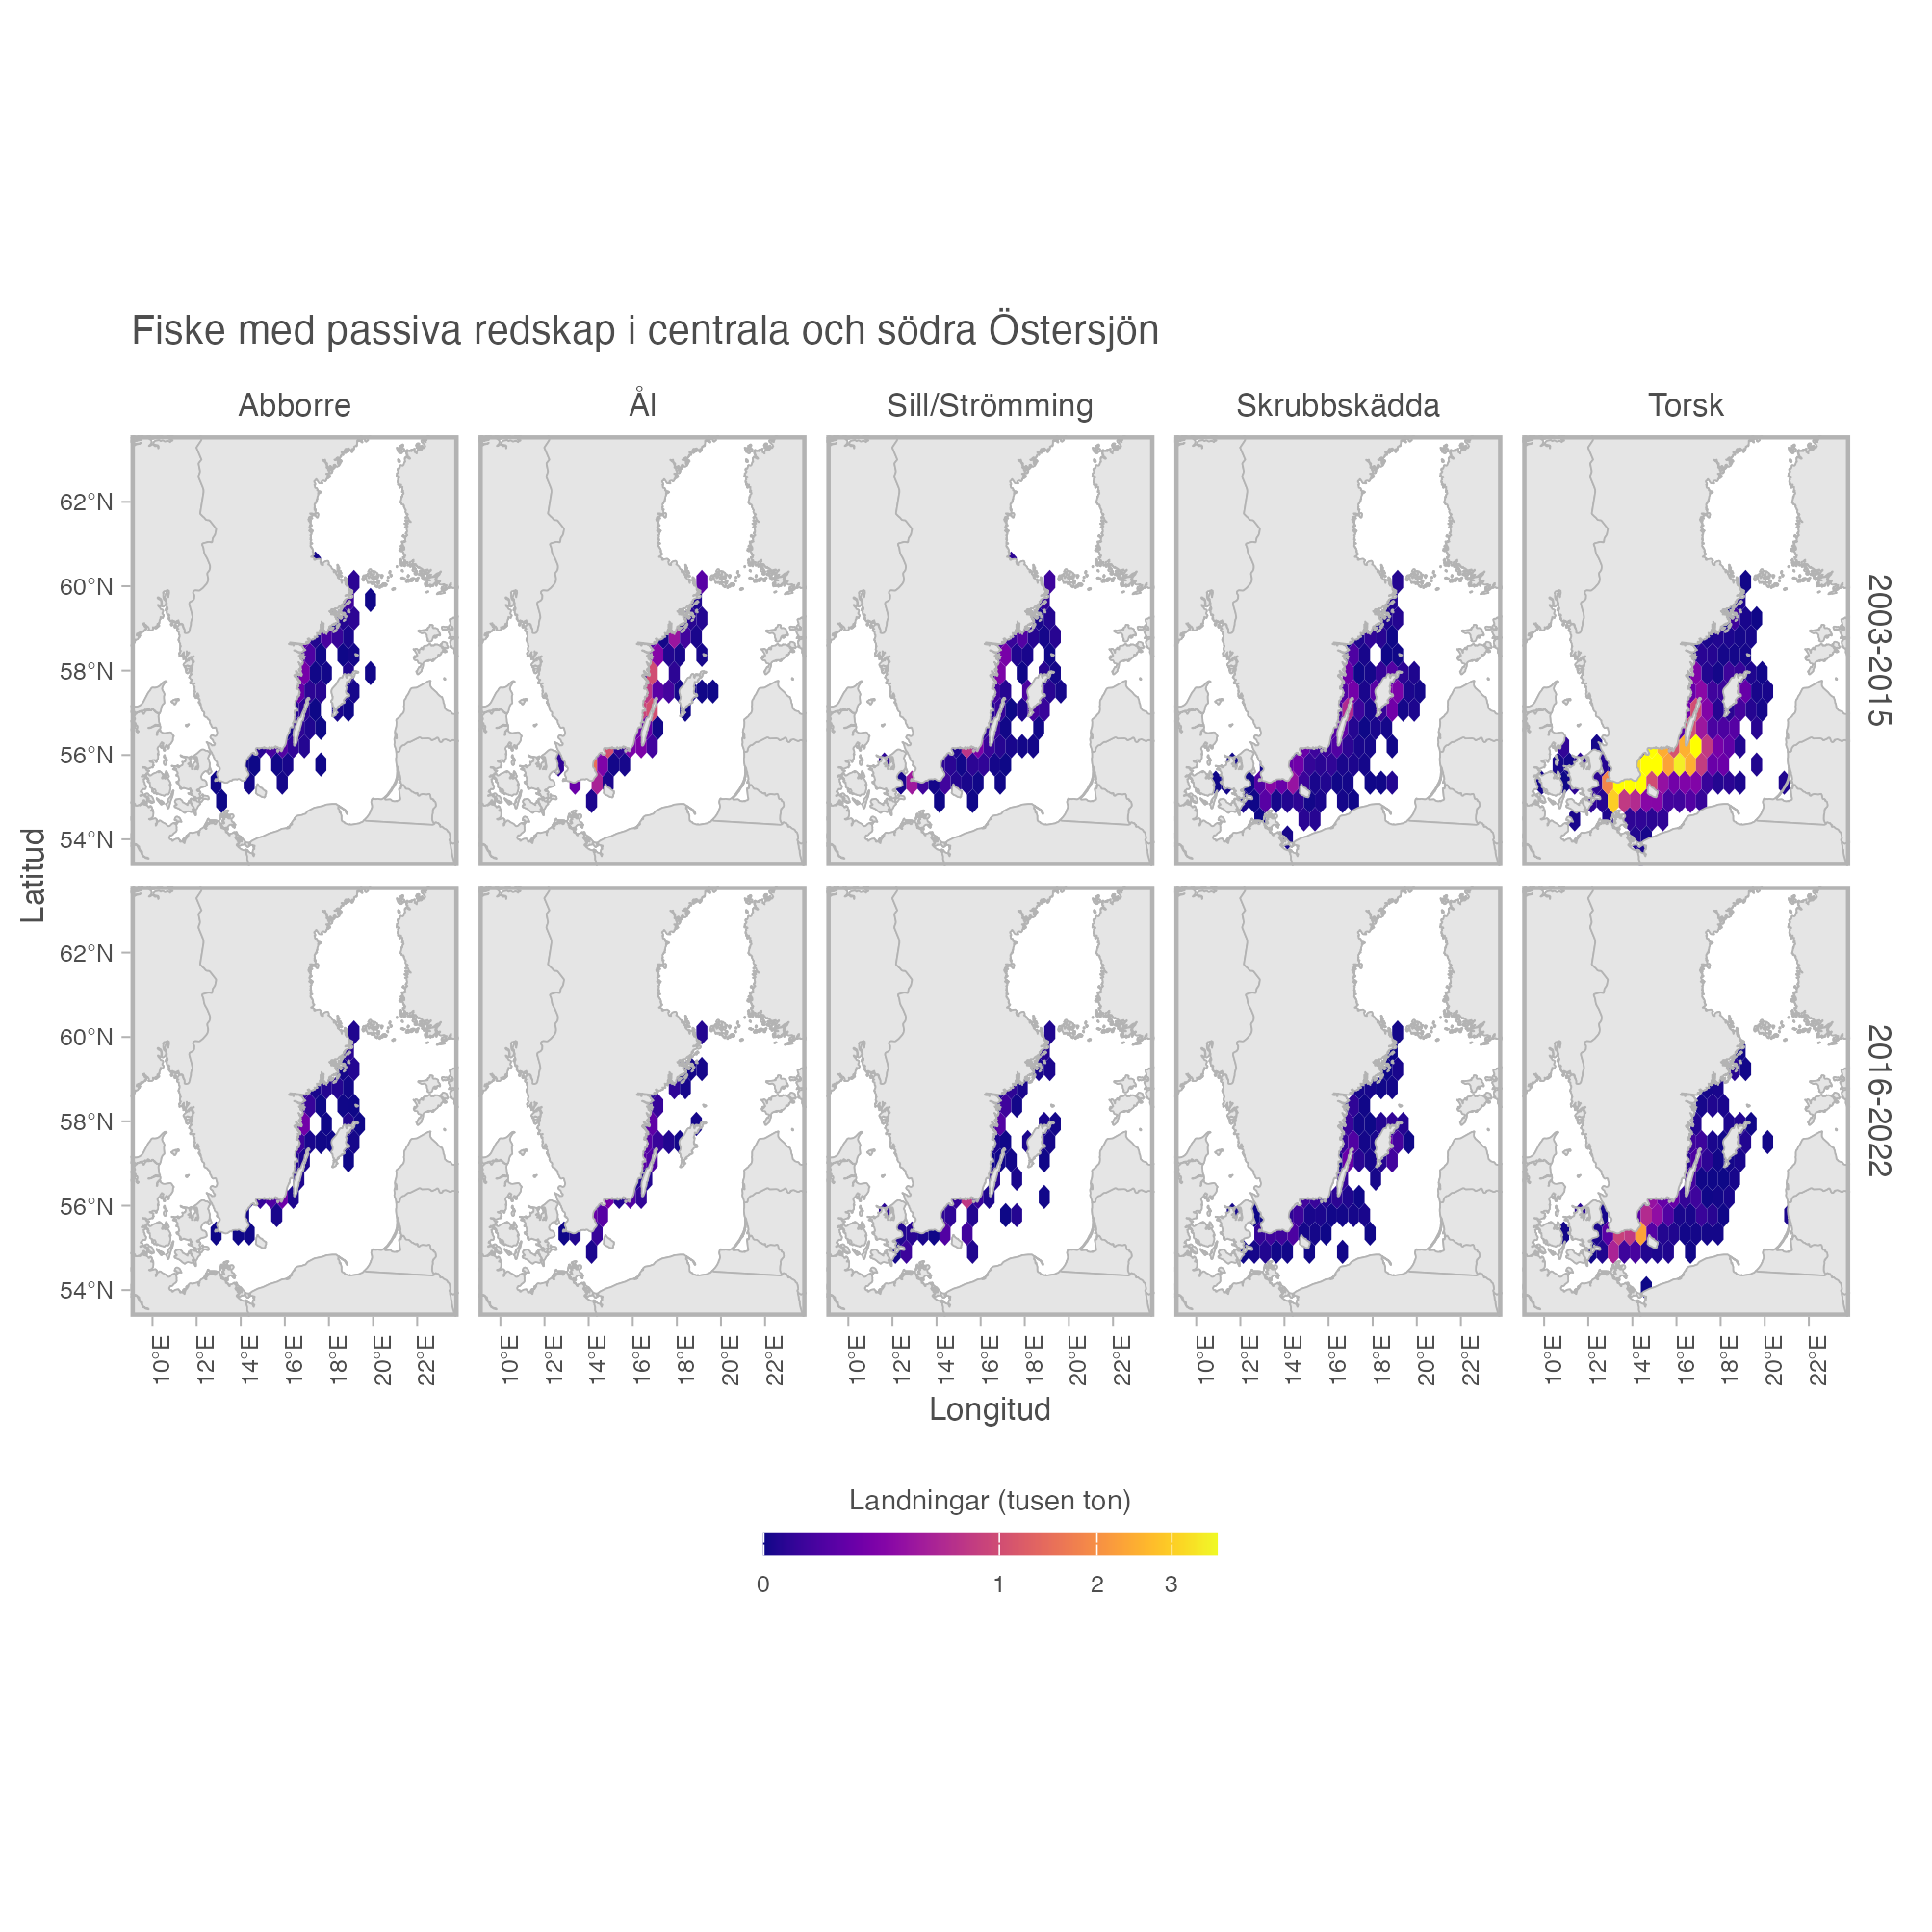 Fiske med passiva redskap i centrala och södra Östersjön
Abborre
Ål
Sill/Strömming
Skrubbskädda
Torsk
62°N
60°N
58°N
56°N
54°N
2003-2015
Latitud
62°N
60°N
58°N
56°N
54°N
2016-2022
10°E 12°E 14°E 16°E 18°E 20°E 22°E
10°E 12°E 14°E 16°E 18°E 20°E 22°E
10°E 12°E 14°E 16°E 18°E 20°E 22°E
10°E 12°E 14°E 16°E 18°E 20°E 22°E
10°E 12°E 14°E 16°E 18°E 20°E 22°E
Longitud
Landningar (tusen ton)
0 1 2 3